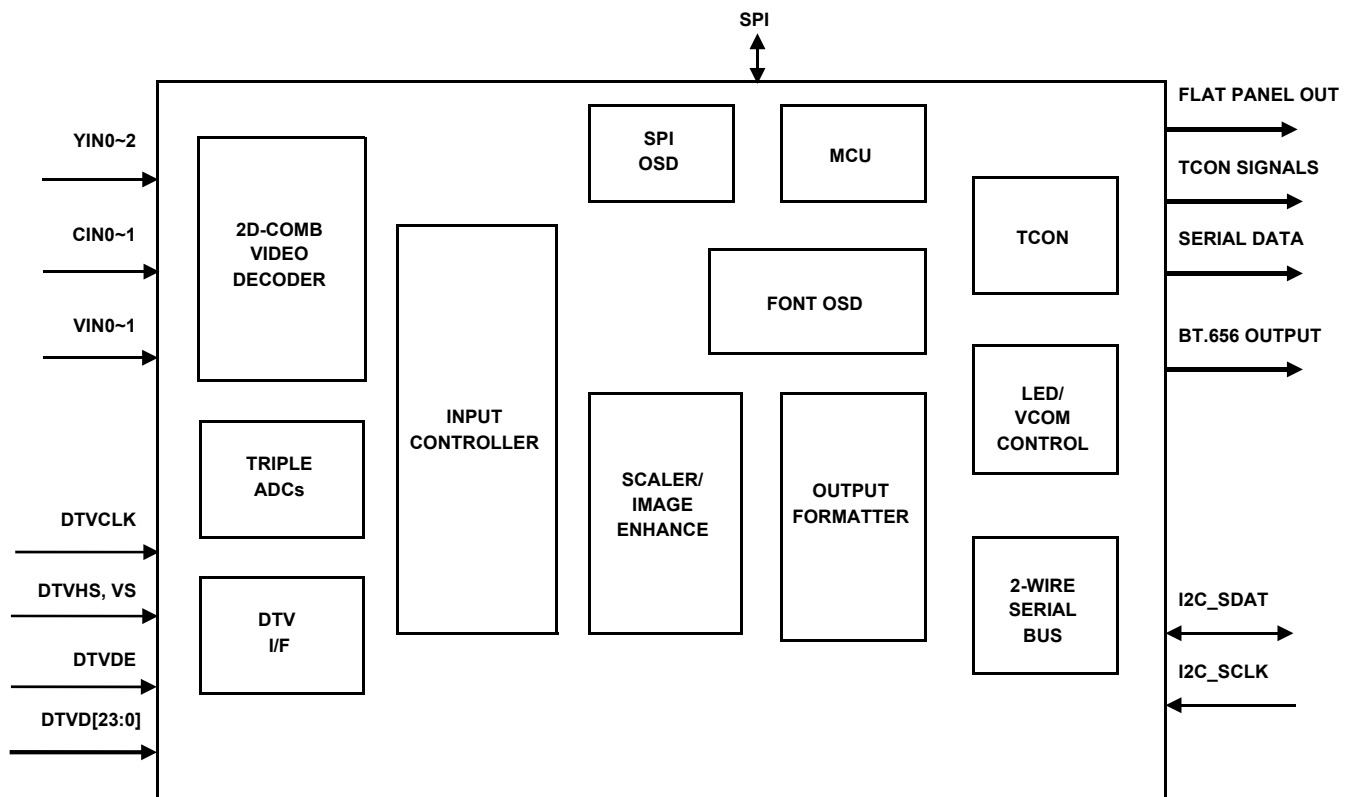 SPI
FLAT PANEL OUT
YIN0~2
SPI
OSD
MCU
TCON SIGNALS
2D-COMB
VIDEO
DECODER
CIN0~1
TCON
SERIAL DATA
FONT OSD
VIN0~1
BT.656 OUTPUT
INPUT
CONTROLLER
LED/
VCOM
CONTROL
TRIPLE
ADCs
SCALER/
IMAGE
ENHANCE
OUTPUT
FORMATTER
DTVCLK
DTVHS, VS
DTV
I/F
2-WIRE
SERIAL
BUS
I2C_SDAT
DTVDE
I2C_SCLK
DTVD[23:0]